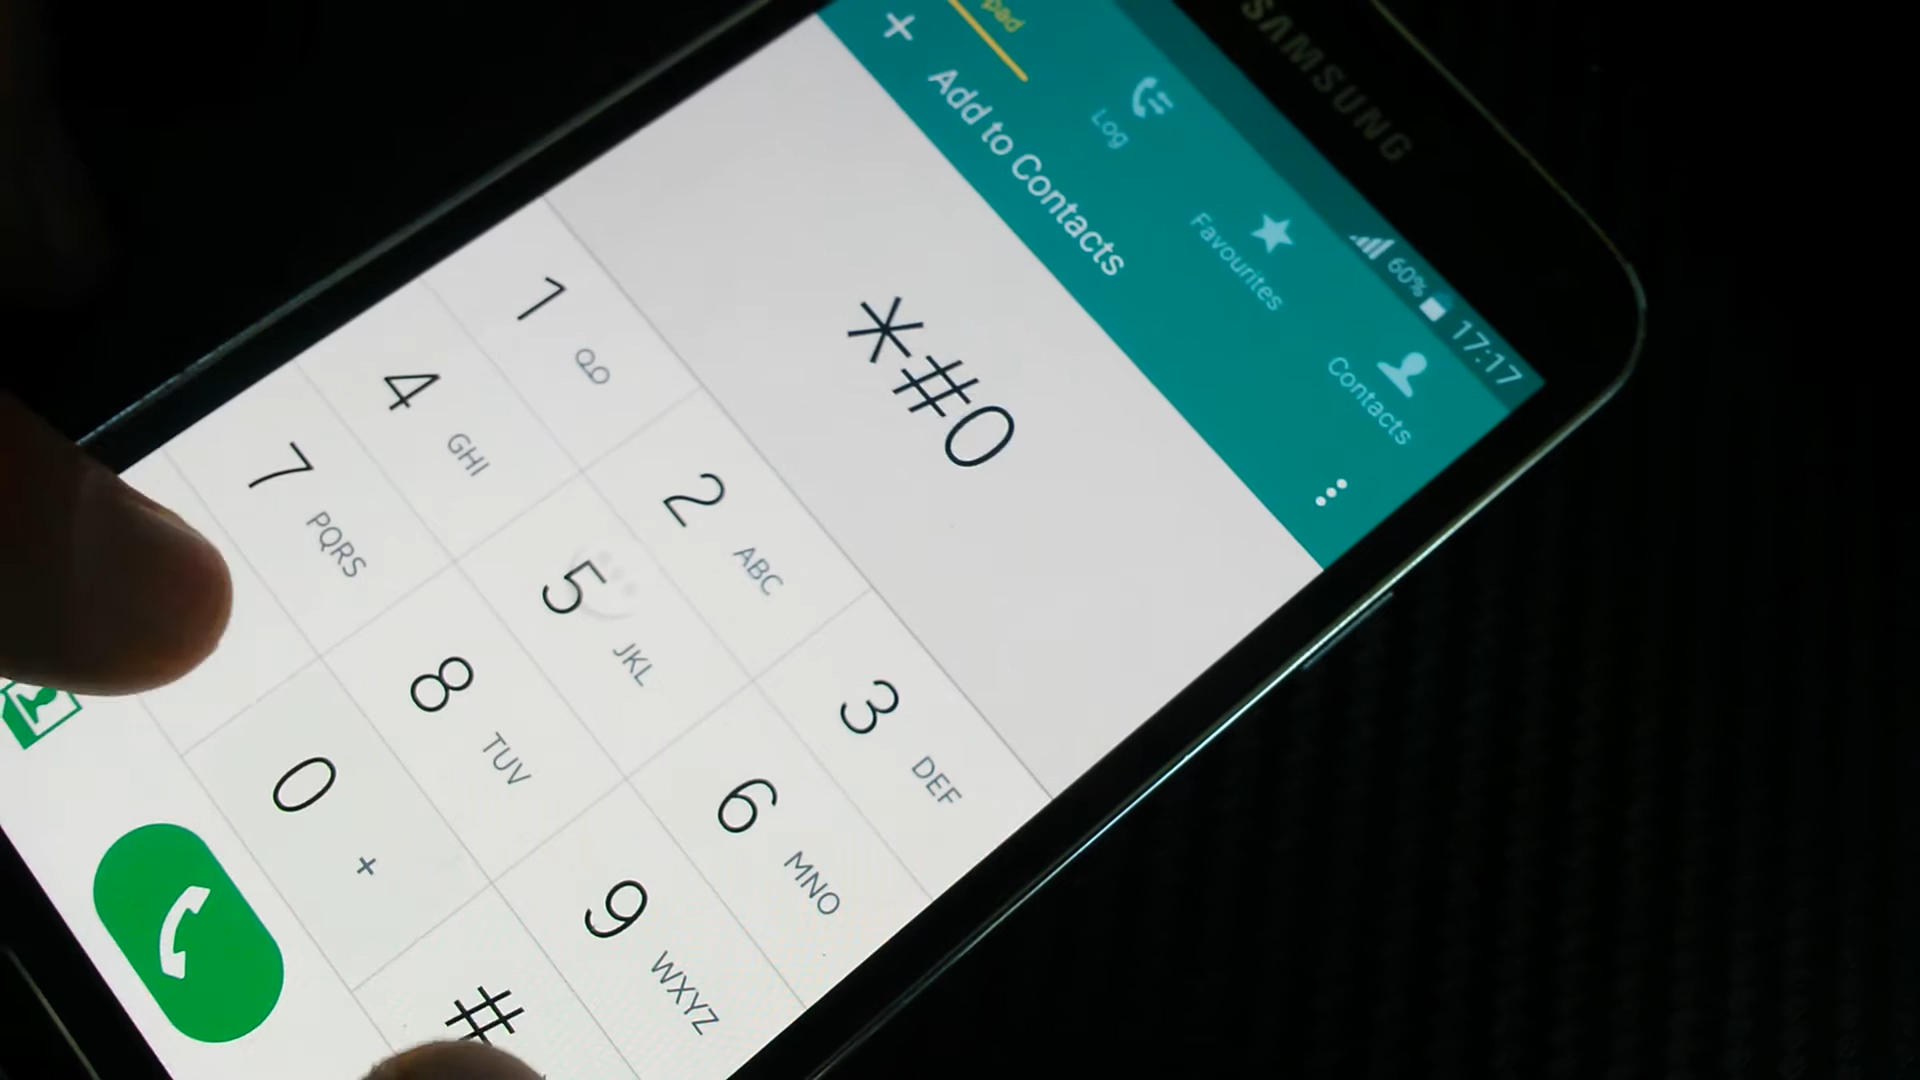 SAMSUNG
60% 17:17
pad
Log
Favourites
Contacts
+ Add to Contacts
*#0
1
2 ABC
3 DEF
4 GHI
5 JKL
6 MNO
7 PQRS
8 TUV
9 WXYZ
0 +
#